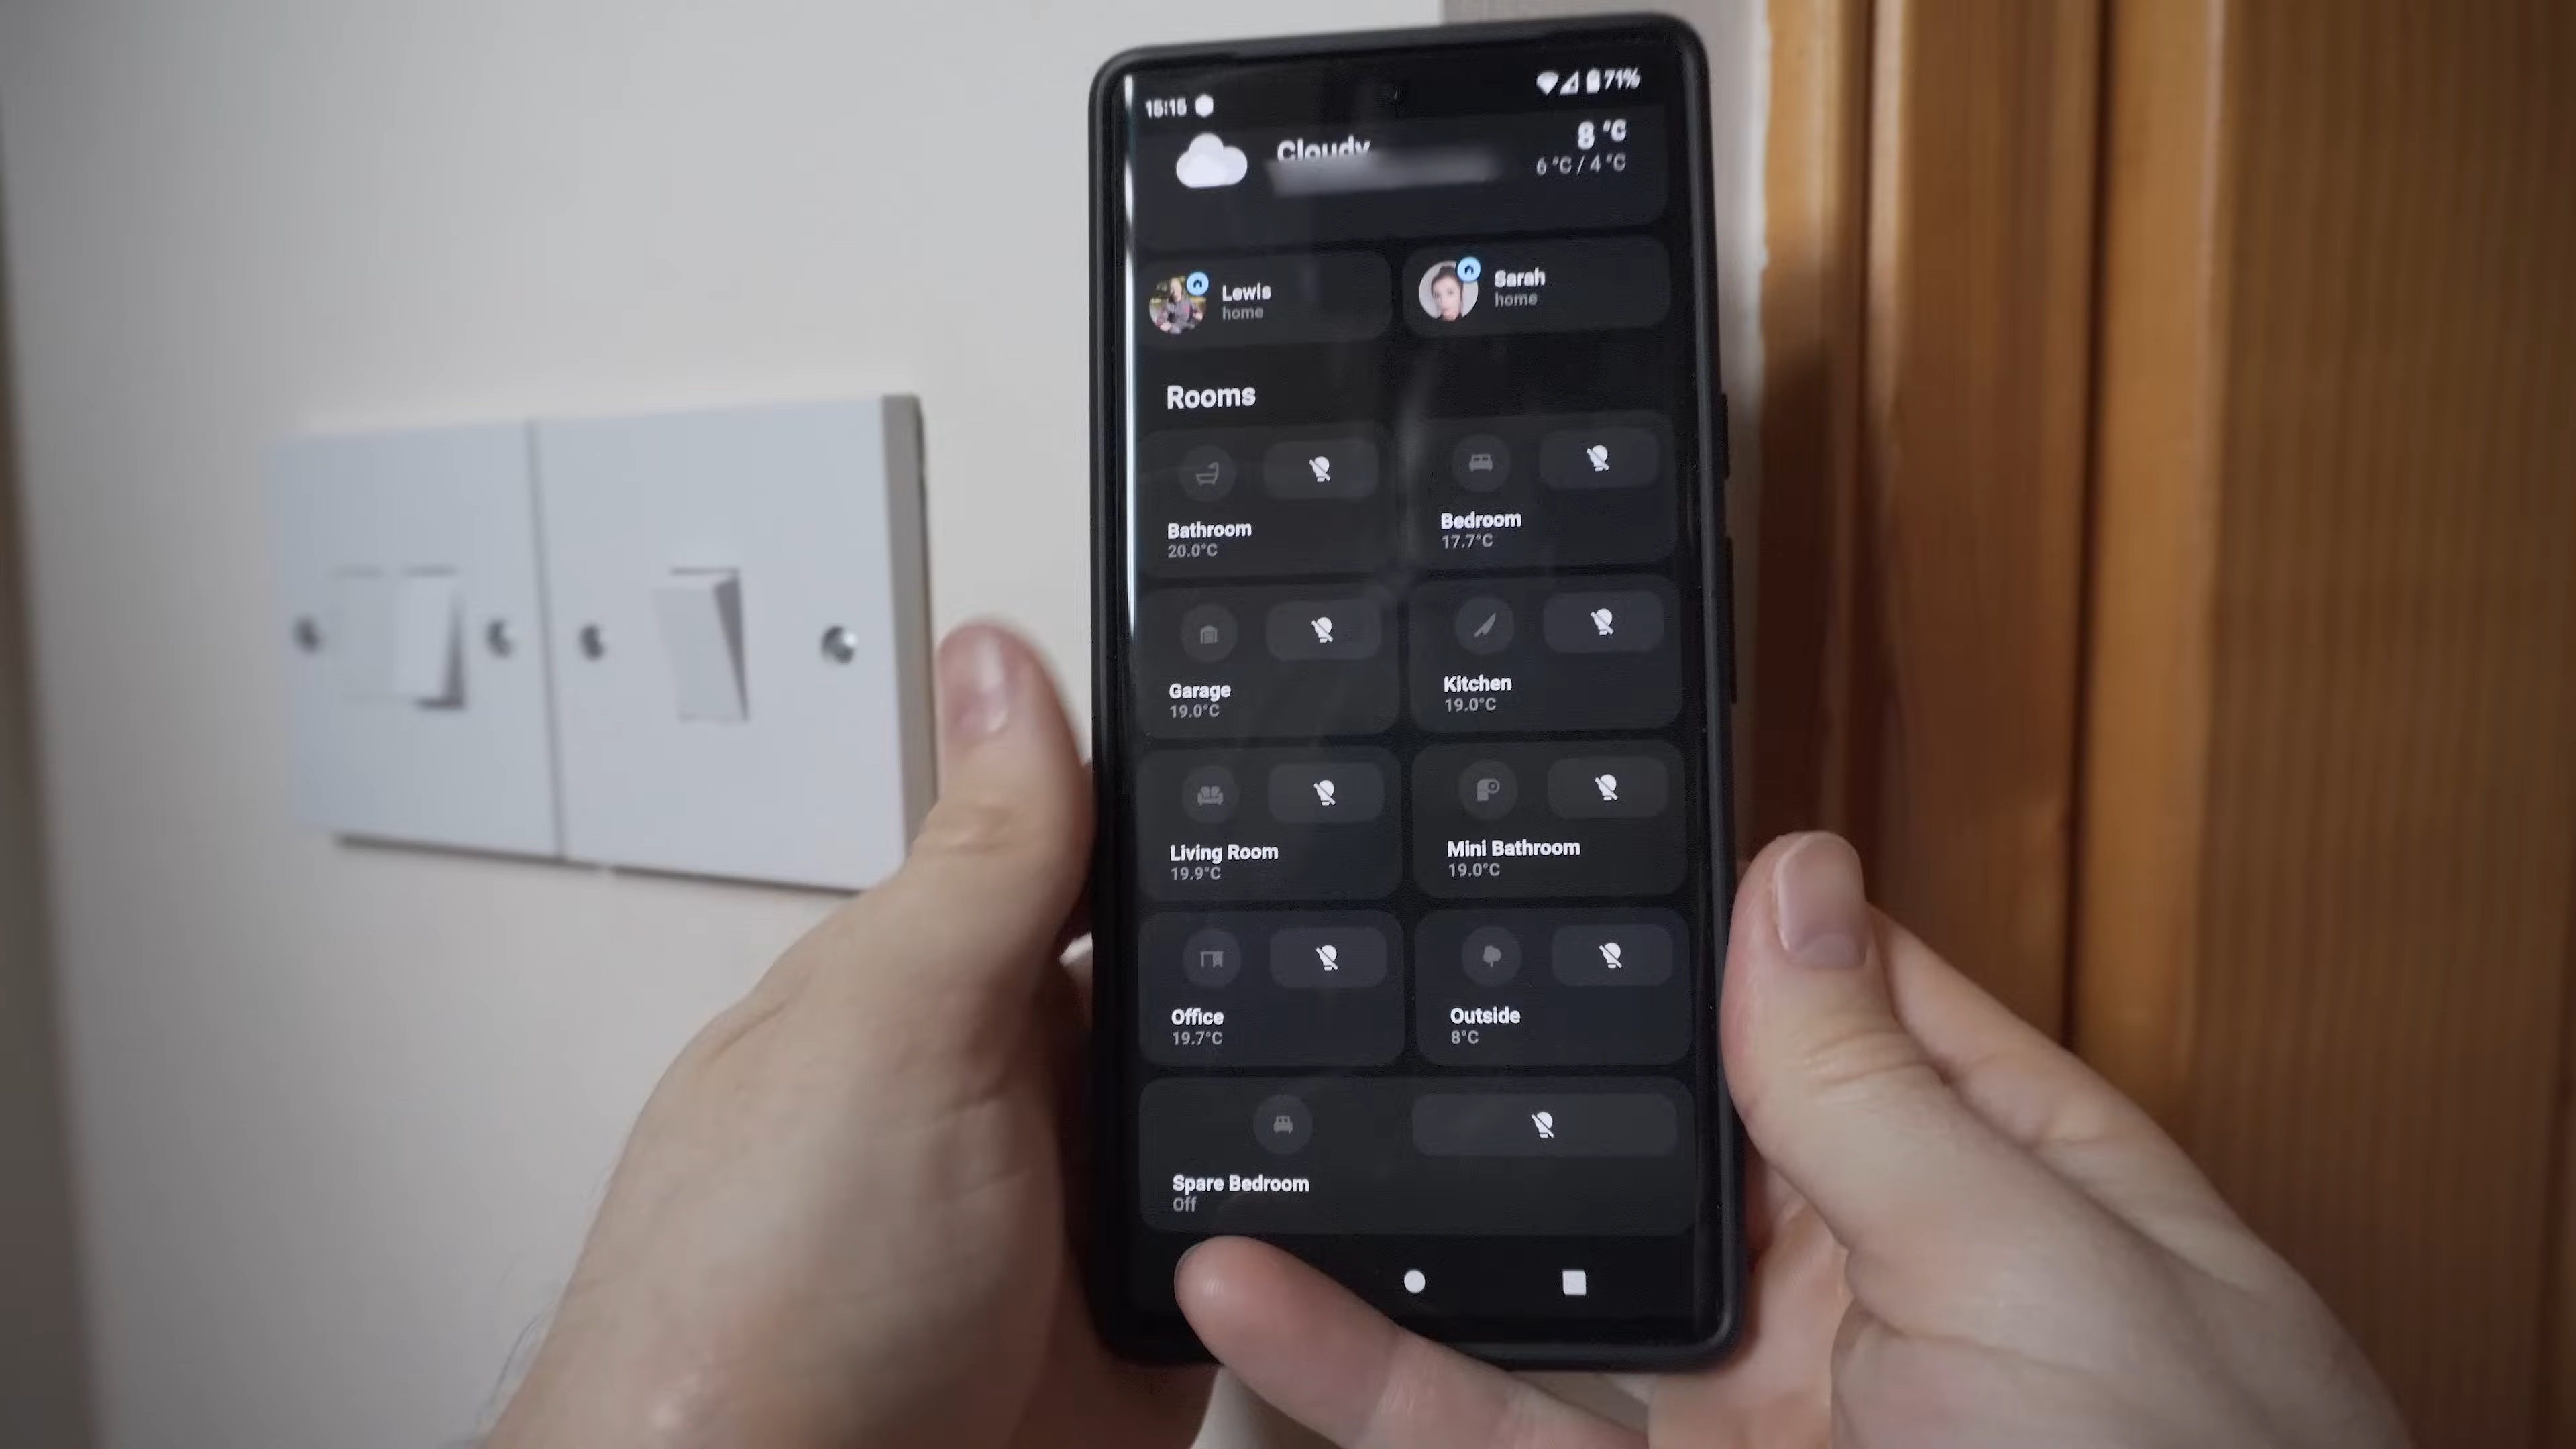 15:15
71%
Cloudy
8 °C
6 °C / 4 °C
Lewis
home
Sarah
home
Rooms
Bathroom
20.0°C
Bedroom
17.7°C
Garage
19.0°C
Kitchen
19.0°C
Living Room
19.9°C
Mini Bathroom
19.0°C
Office
19.7°C
Outside
8°C
Spare Bedroom
Off